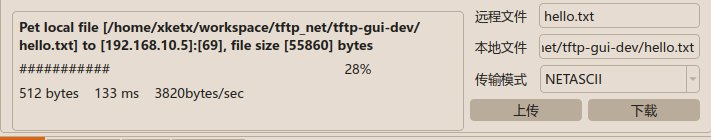 Pet local file [/home/xketx/workspace/tftp_net/tftp-gui-dev/
hello.txt] to [192.168.10.5]:[69], file size [55860] bytes
########### 28%
512 bytes 133 ms 3820bytes/sec
远程文件 hello.txt
本地文件 net/tftp-gui-dev/hello.txt
传输模式 NETASCII
上传 下载